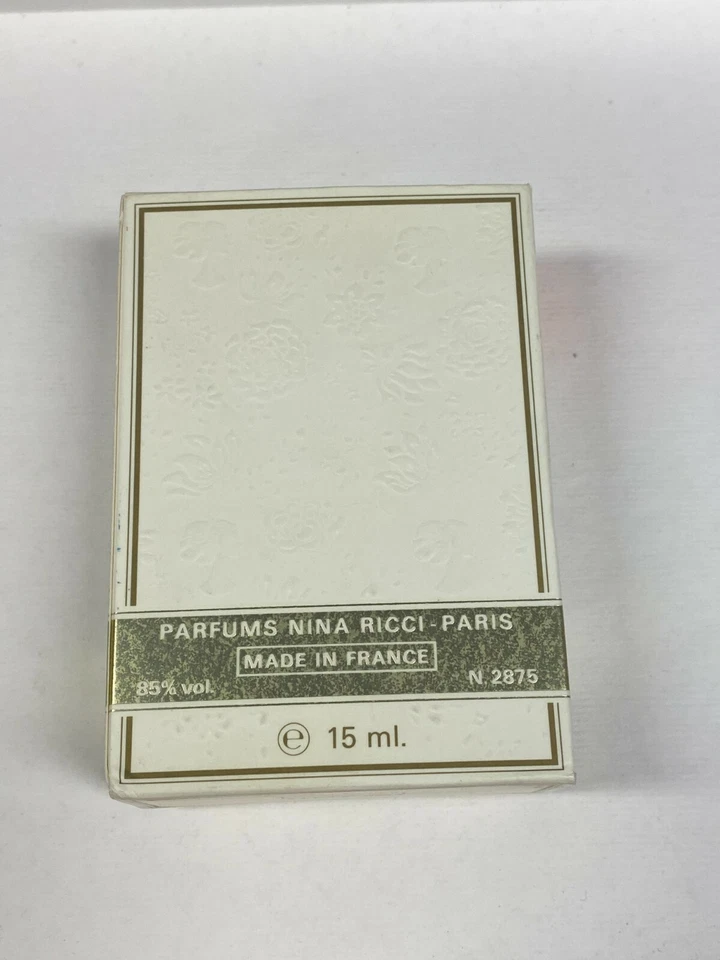 PARFUMS NINA RICCI - PARIS
MADE IN FRANCE
85% vol. N 2875
℮ 15 ml.